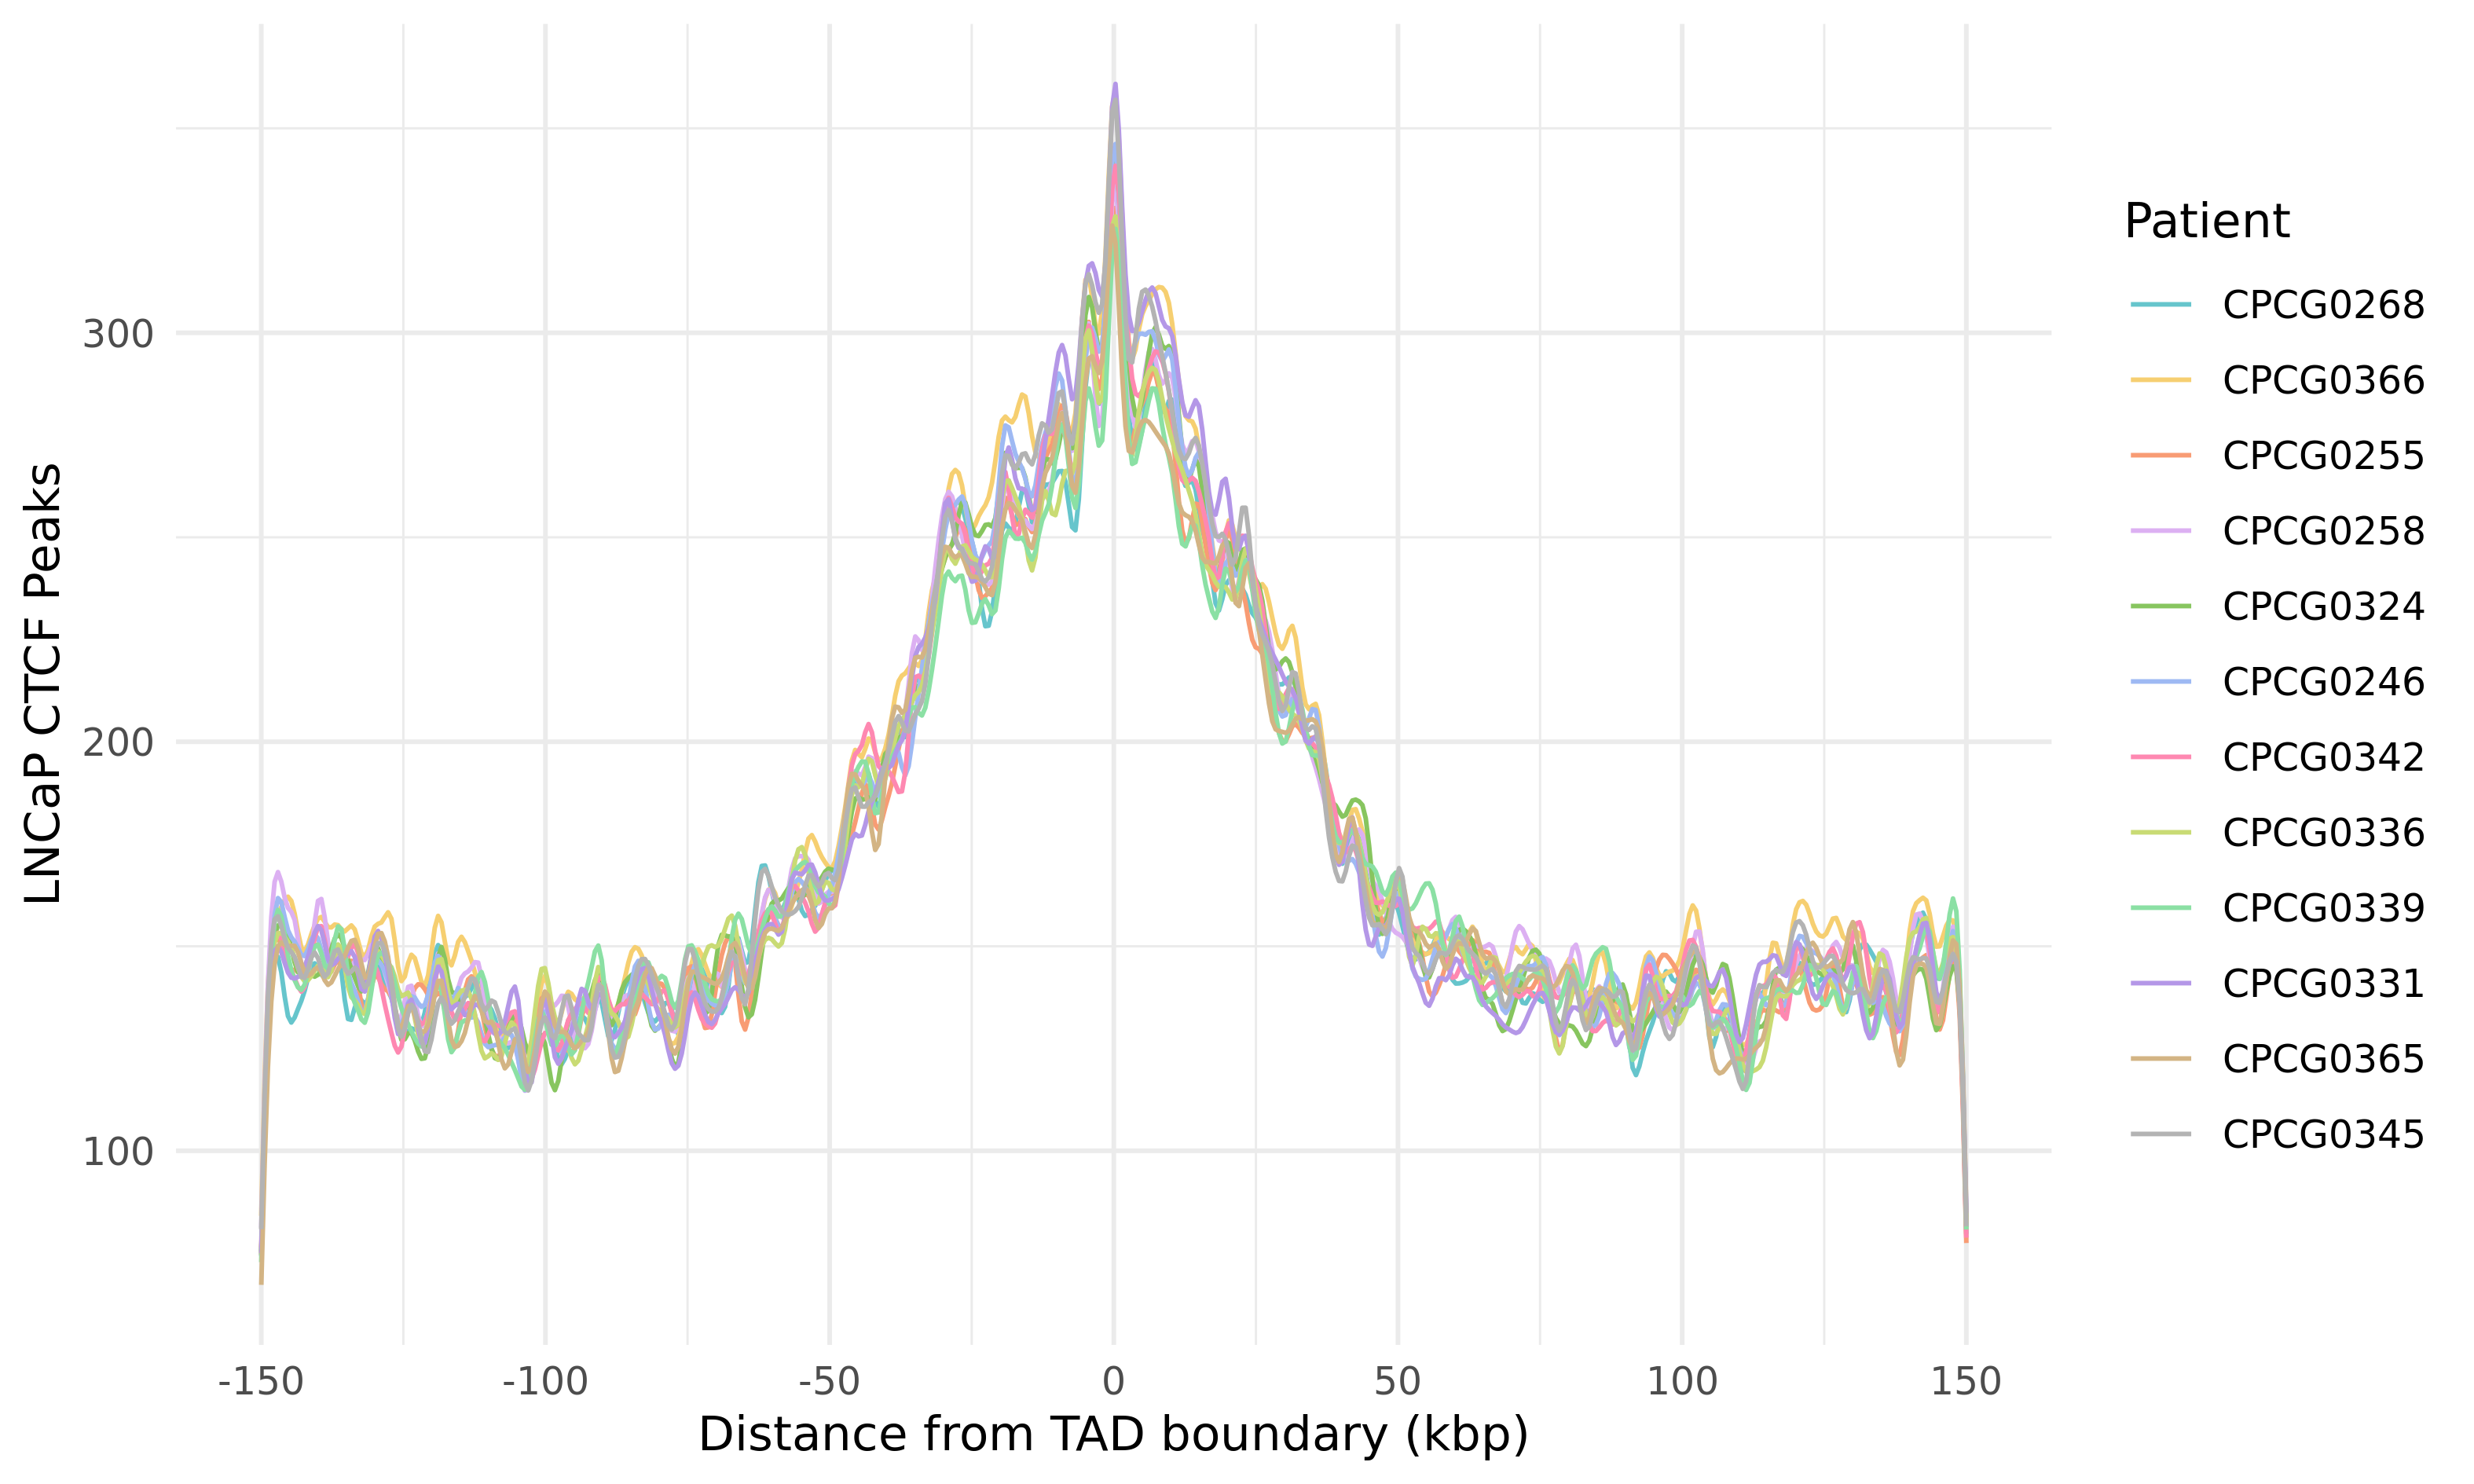 LNCaP CTCF Peaks
300
200
100
-150
-100
-50
0
50
100
150
Distance from TAD boundary (kbp)
Patient
CPCG0268
CPCG0366
CPCG0255
CPCG0258
CPCG0324
CPCG0246
CPCG0342
CPCG0336
CPCG0339
CPCG0331
CPCG0365
CPCG0345